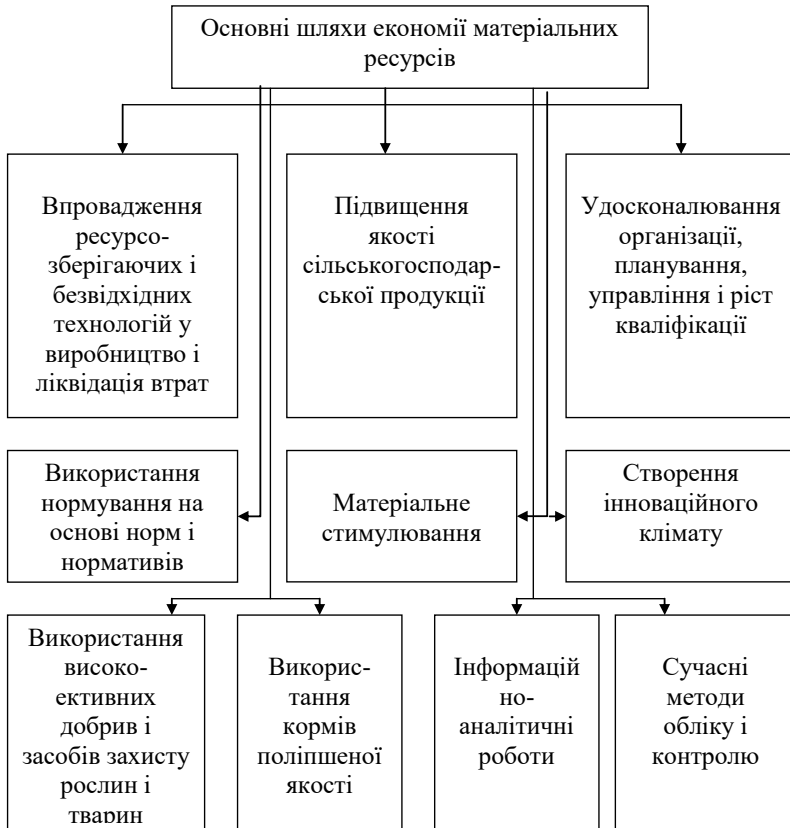 Основні шляхи економії матеріальних
ресурсів
Впровадження
ресурсо-
зберігаючих і
безвідхідних
технологій у
виробництво і
ліквідація втрат
Підвищення
якості
сільськогосподар-
ської продукції
Удосконалювання
організації,
планування,
управління і ріст
кваліфікації
Використання
нормування на
основі норм і
нормативів
Матеріальне
стимулювання
Створення
інноваційного
клімату
Використання
високо-
ективних
добрив і
засобів захисту
рослин і
тварин
Викорис-
тання
кормів
поліпшеної
якості
Інформацій
но-
аналітичні
роботи
Сучасні
методи
обліку і
контролю